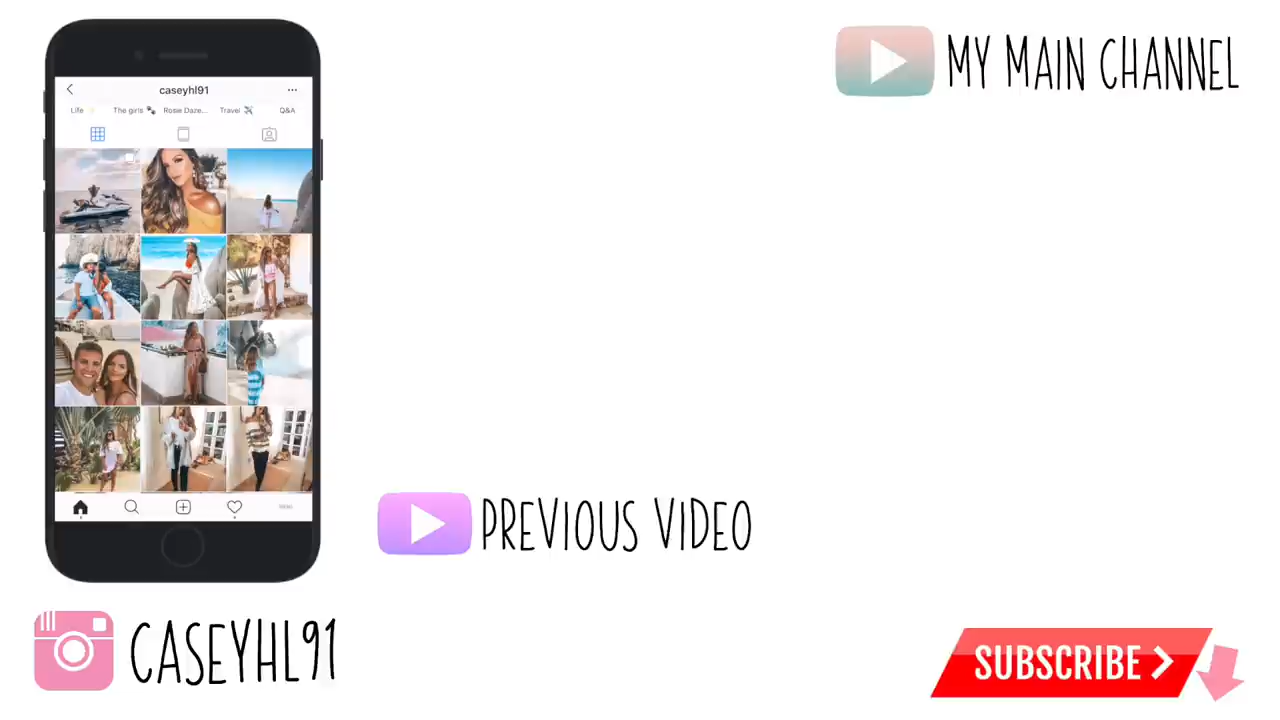 caseyhl91
Life The girls Rosie Daze... Travel Q&A
MY MAIN CHANNEL
PREVIOUS VIDEO
CASEYHL91
SUBSCRIBE